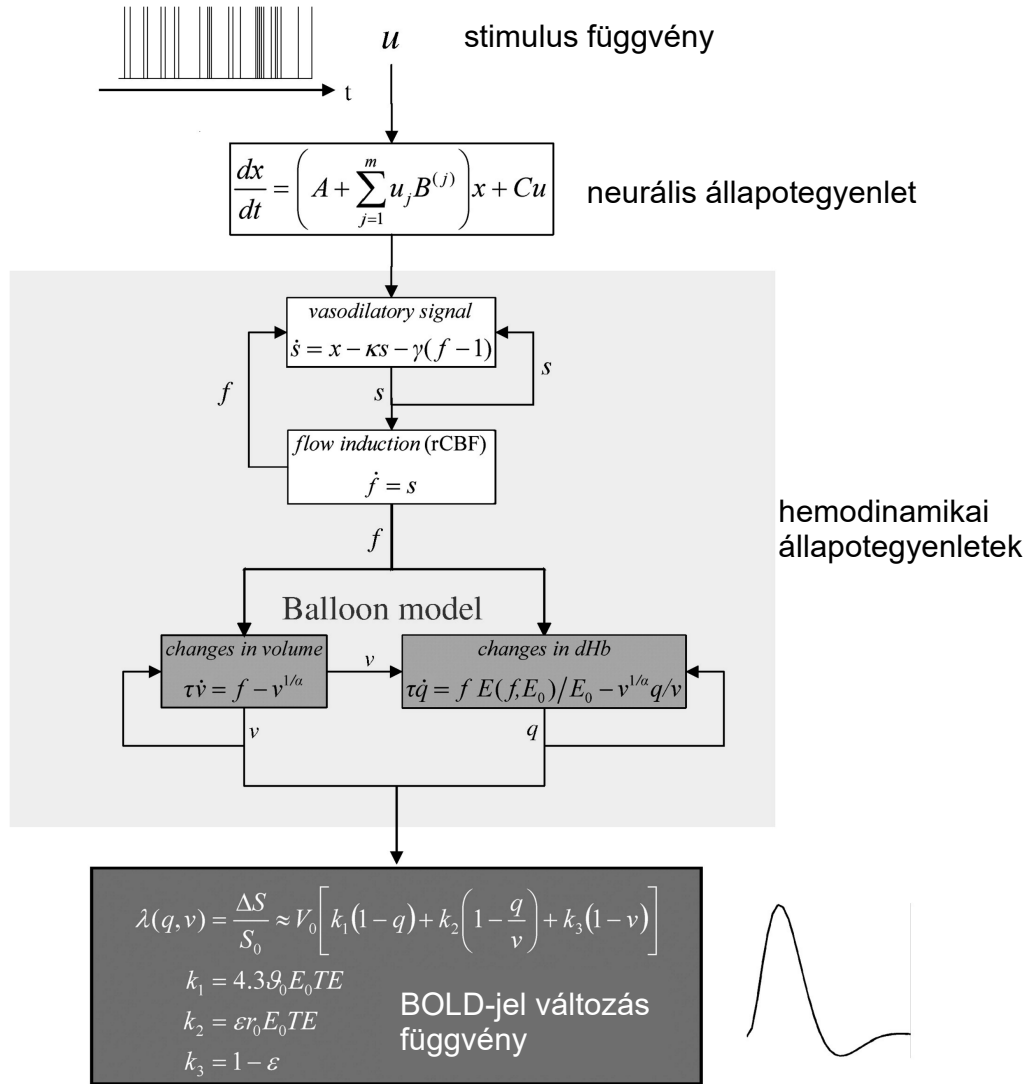 u
stimulus függvény
t
dx/dt = (A + ∑_{j=1}^{m} u_j B^{(j)}) x + Cu
neurális állapotegyenlet
vasodilatory signal
ṡ = x − κs − γ(f − 1)
f
s
s
flow induction (rCBF)
ḟ = s
hemodinamikai
állapotegyenletek
f
Balloon model
changes in volume
τv̇ = f − v^{1/α}
v
changes in dHb
τq̇ = f E(f,E₀)/E₀ − v^{1/α} q/v
v
q
λ(q,v) = ΔS/S₀ ≈ V₀[k₁(1 − q) + k₂(1 − q/v) + k₃(1 − v)]
k₁ = 4.3ϑ₀E₀TE
k₂ = εr₀E₀TE
k₃ = 1 − ε
BOLD-jel változás
függvény